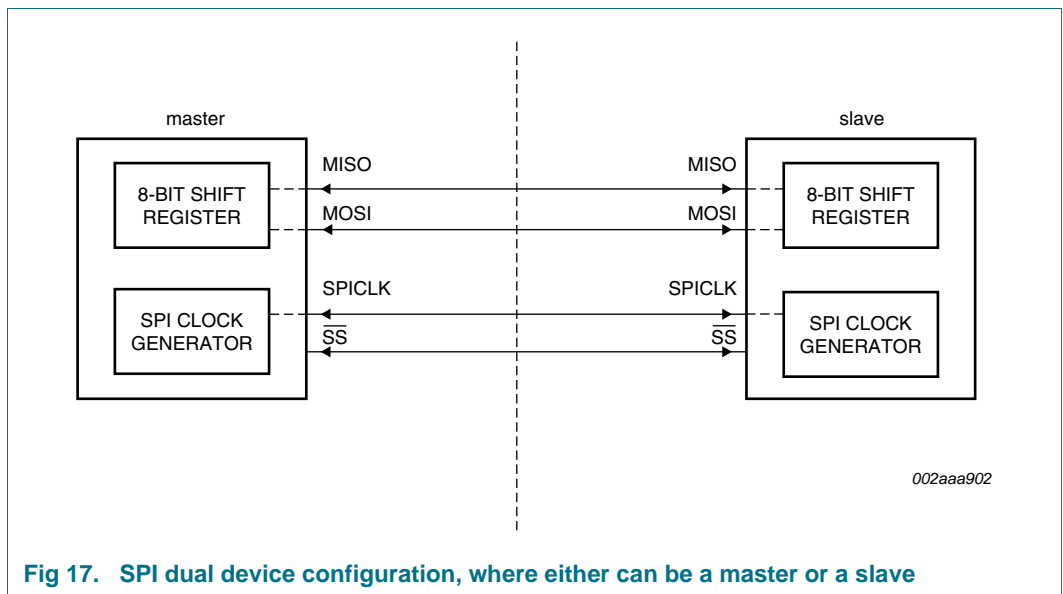 master
slave
MISO
MISO
8-BIT SHIFT
REGISTER
8-BIT SHIFT
REGISTER
MOSI
MOSI
SPICLK
SPICLK
SPI CLOCK
GENERATOR
SPI CLOCK
GENERATOR
SS
SS
002aaa902
Fig 17. SPI dual device configuration, where either can be a master or a slave